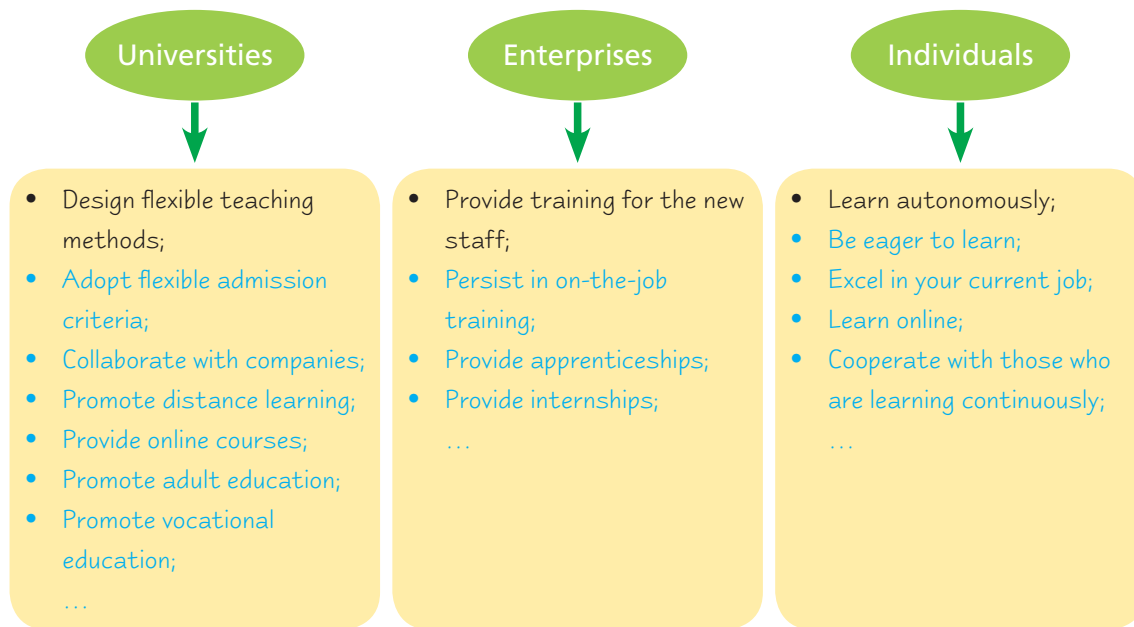 Universities
• Design flexible teaching
methods;
• Adopt flexible admission
criteria;
• Collaborate with companies;
• Promote distance learning;
• Provide online courses;
• Promote adult education;
• Promote vocational
education;
…
Enterprises
• Provide training for the new
staff;
• Persist in on-the-job
training;
• Provide apprenticeships;
• Provide internships;
…
Individuals
• Learn autonomously;
• Be eager to learn;
• Excel in your current job;
• Learn online;
• Cooperate with those who
are learning continuously;
…